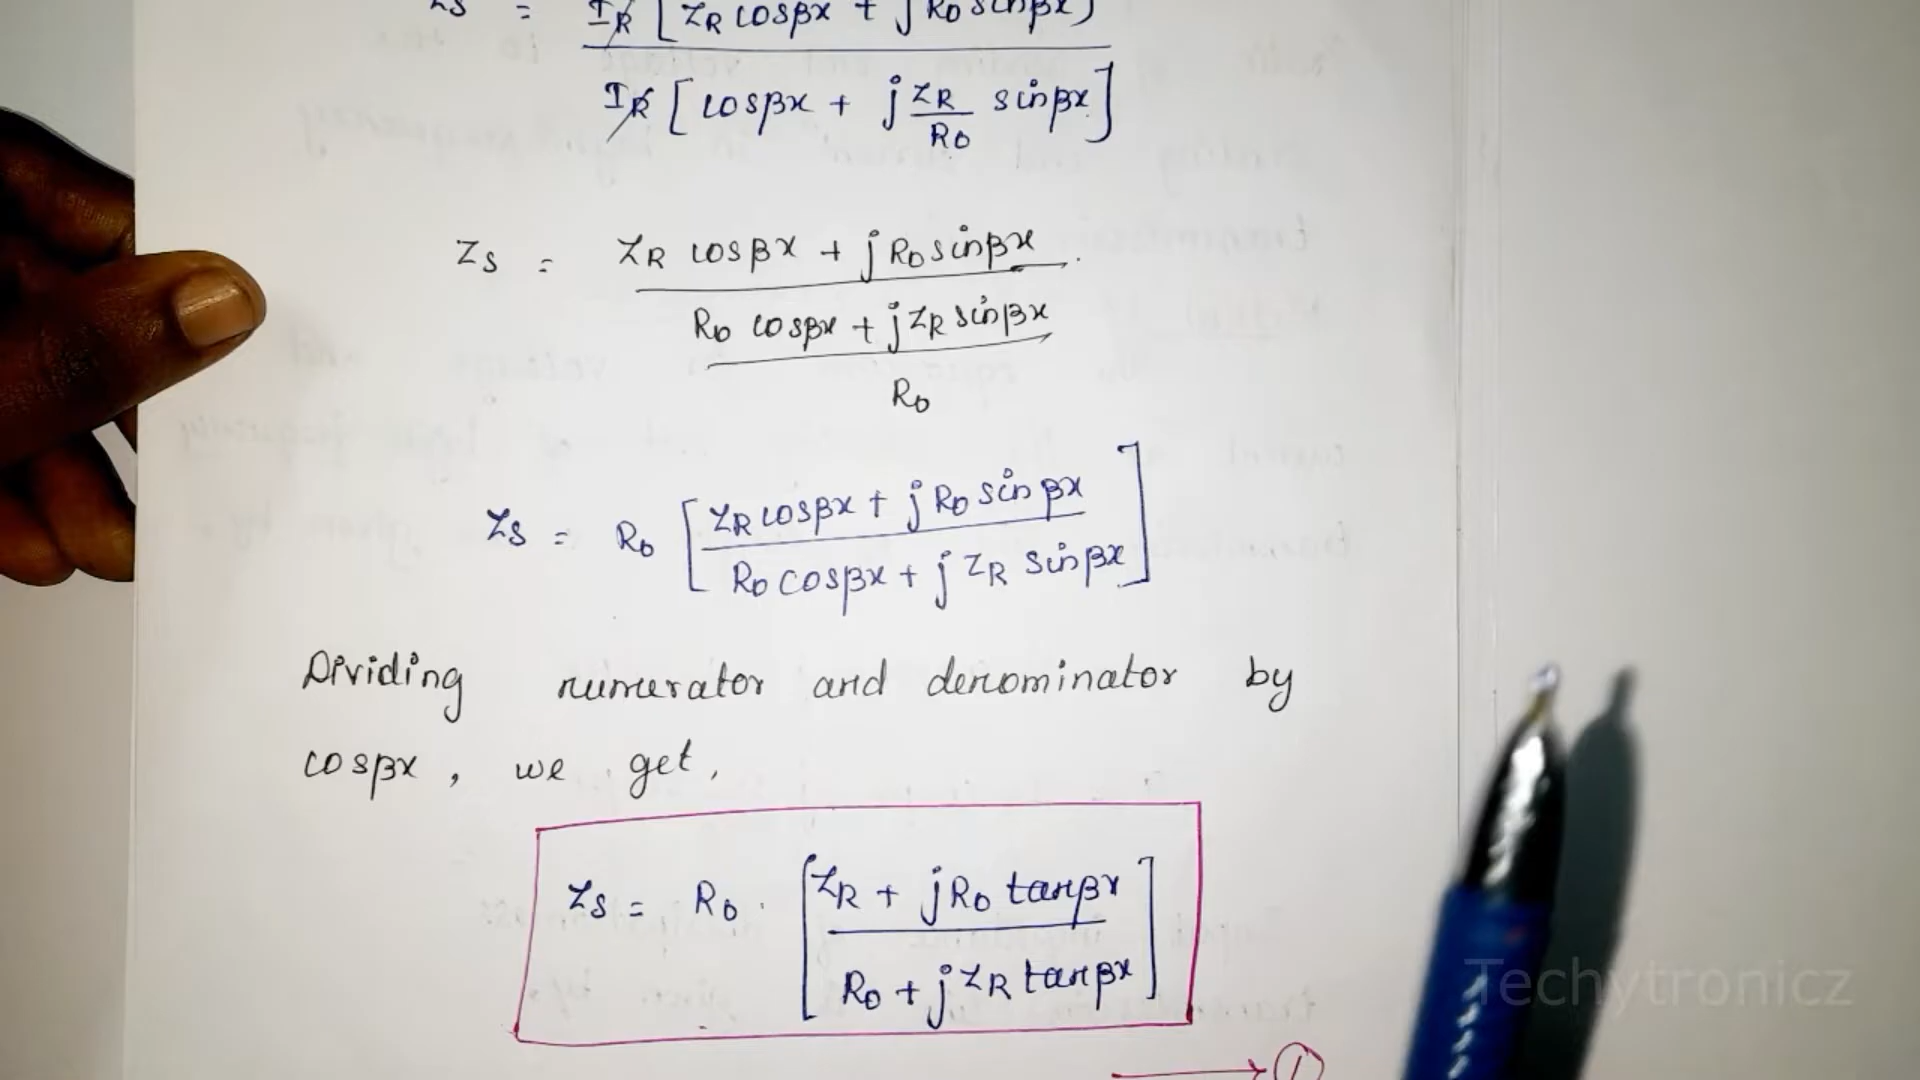 Zs = IR [ZR cosβx + j R0 sinβx]
IR [cosβx + j ZR/R0 sinβx]
Zs = ZR cosβx + j R0 sinβx
R0 cosβx + j ZR sinβx
R0
Zs = R0 [ZR cosβx + j R0 sin βx
R0 cosβx + j ZR sinβx]
Dividing numerator and denominator by
cosβx, we get,
Zs = R0 . [ZR + j R0 tanβx
R0 + j ZR tanβx]
→ 1
Techytronicz